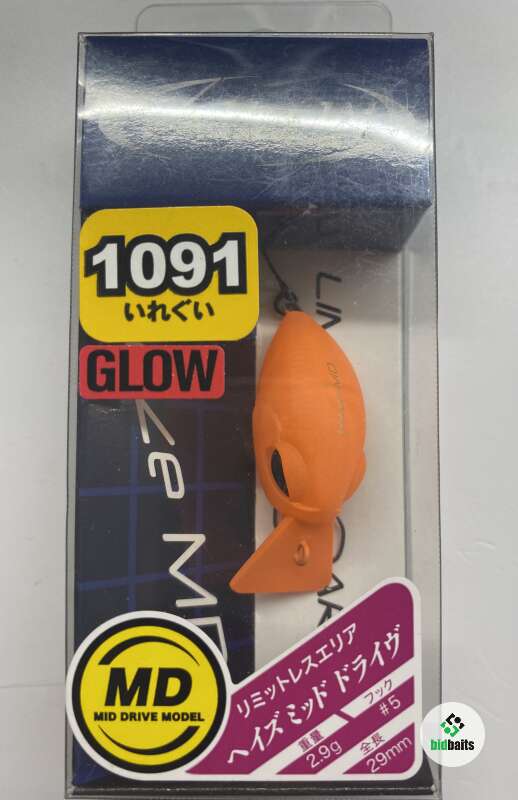 1091
いれぐい
GLOW
ze MD
MD
MID DRIVE MODEL
リミットレスエリア
ヘイズ ミッド ドライヴ
重量
2.9g
フック
#5
全長
29mm
bidbaits